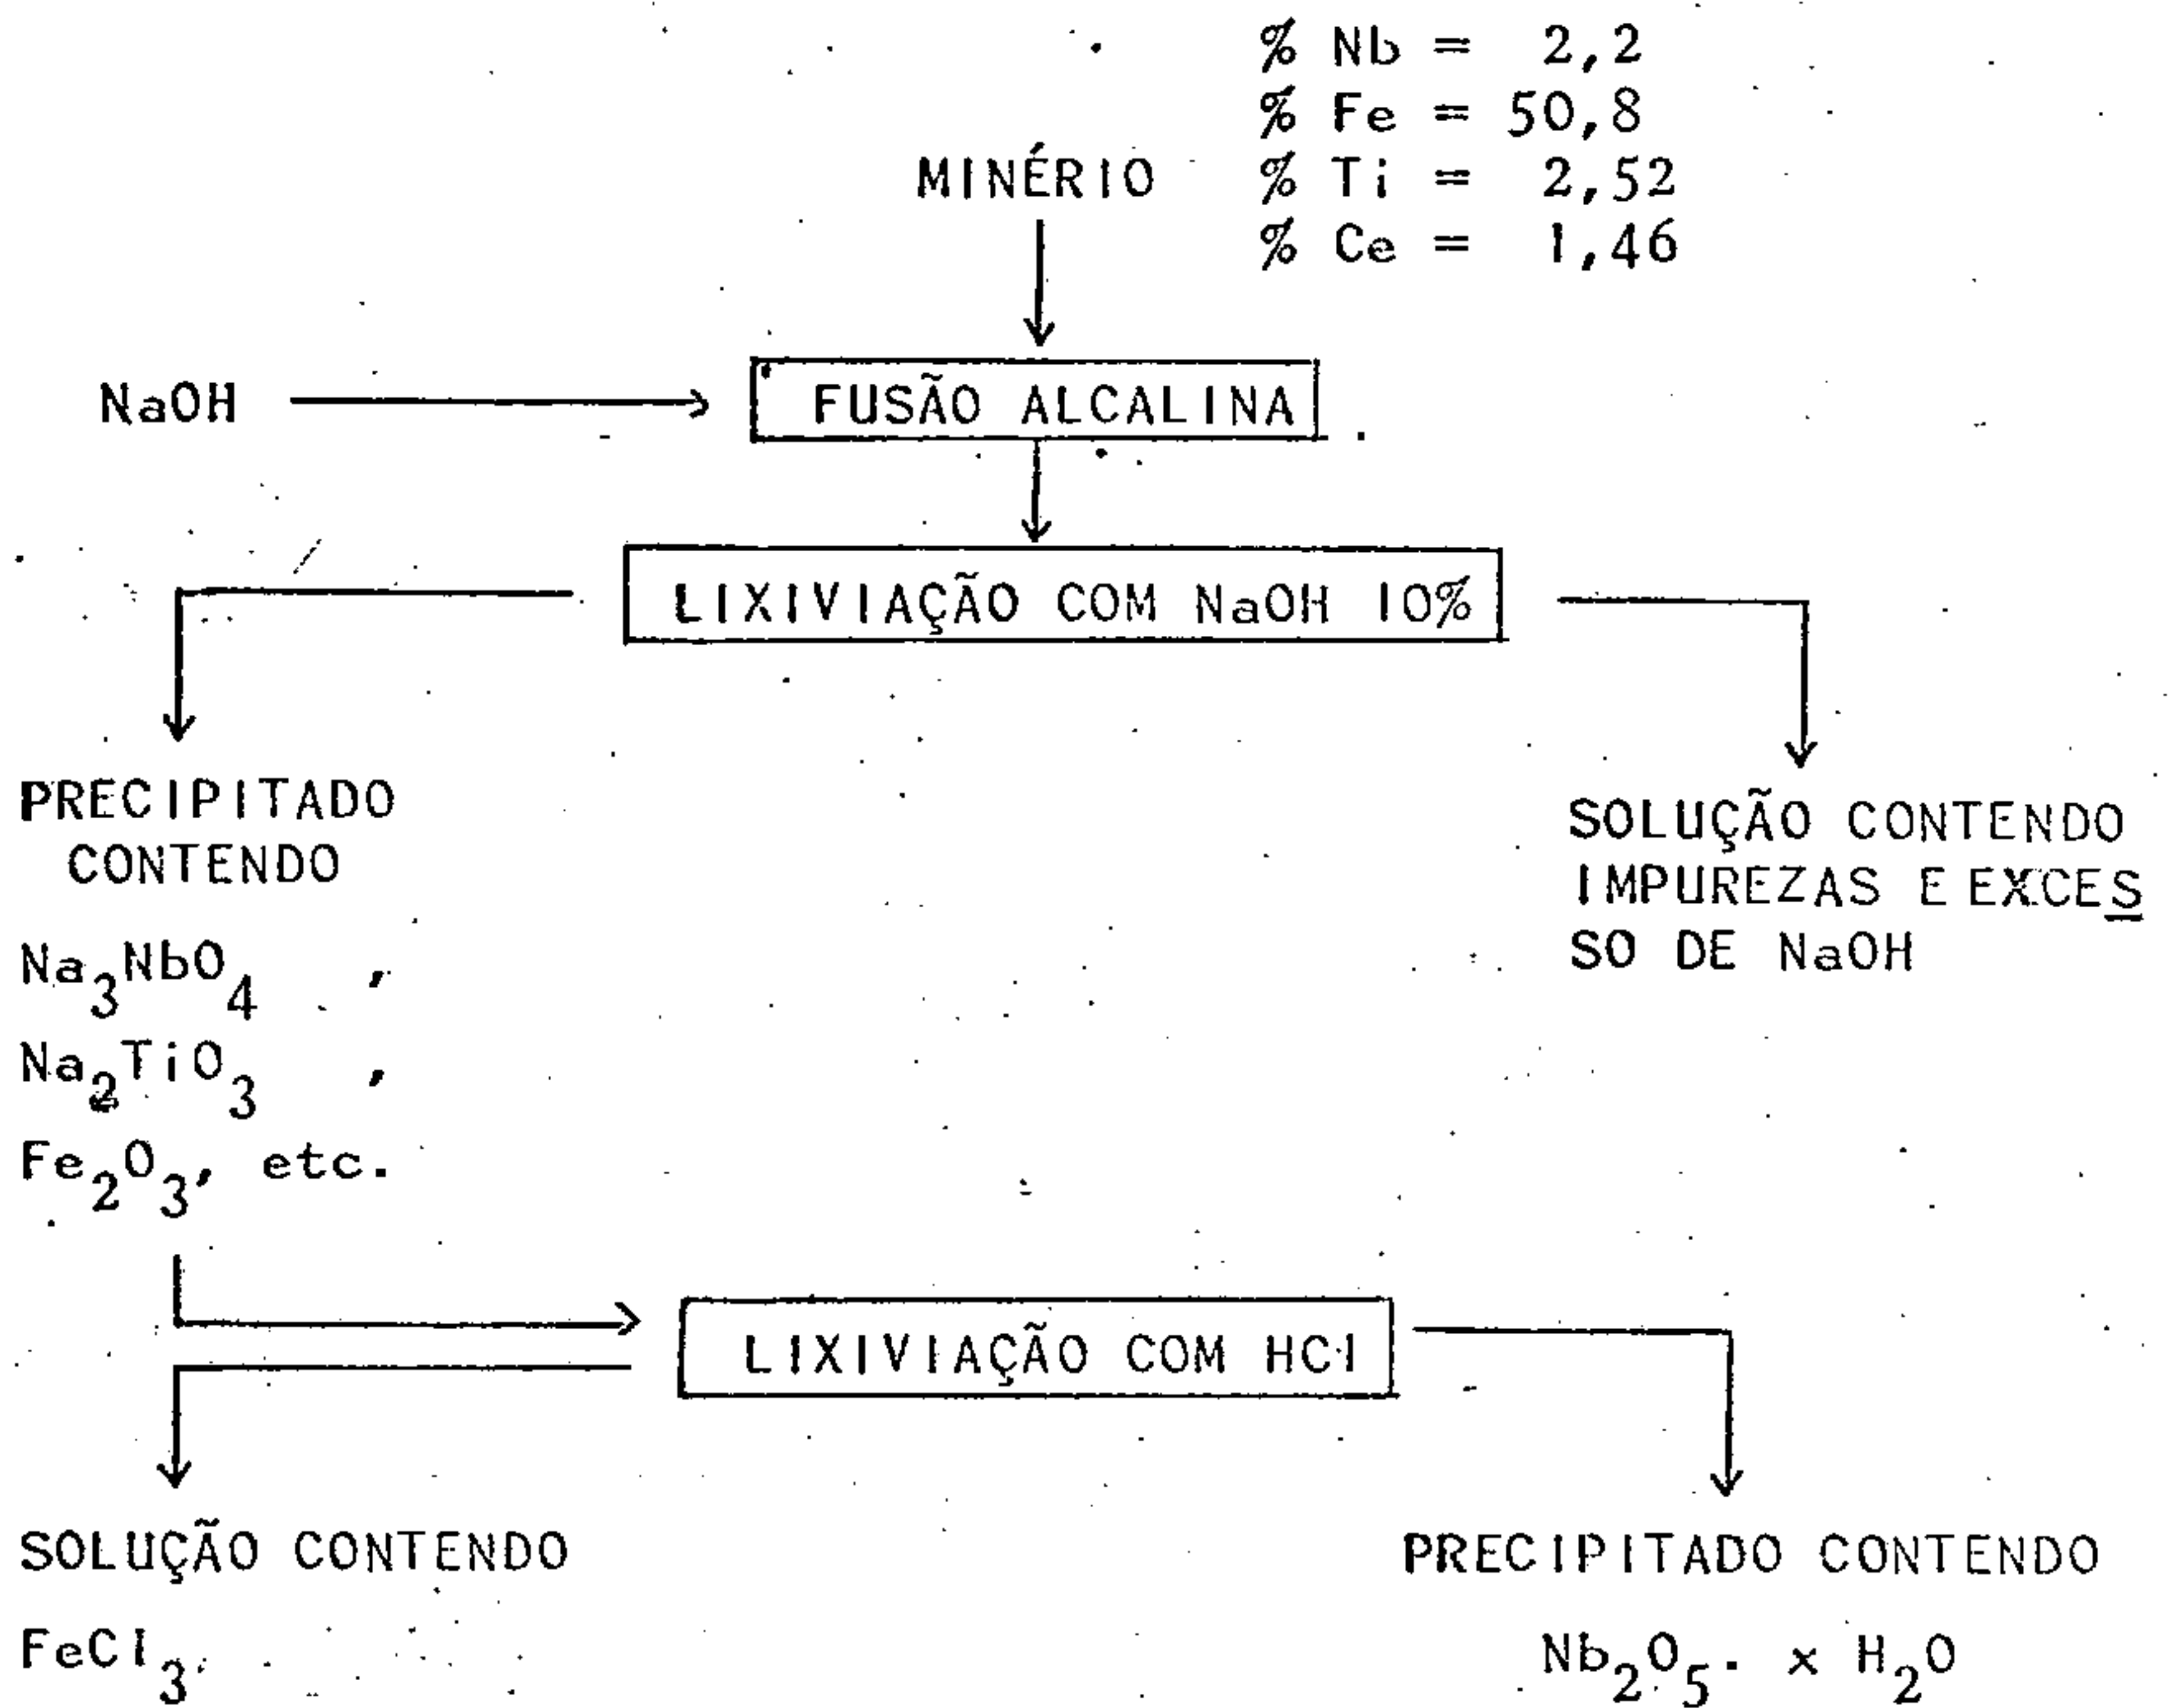 % Nb = 2,2
% Fe = 50,8
MINÉRIO % Ti = 2,52
% Ce = 1,46
NaOH FUSÃO ALCALINA
LIXIVIAÇÃO COM NaOH 10%
PRECIPITADO
CONTENDO
Na3NbO4 ,
Na2TiO3 ,
Fe2O3, etc.
SOLUÇÃO CONTENDO
IMPUREZAS E EXCES
SO DE NaOH
LIXIVIAÇÃO COM HCl
SOLUÇÃO CONTENDO
FeCl3
PRECIPITADO CONTENDO
Nb2O5. x H2O